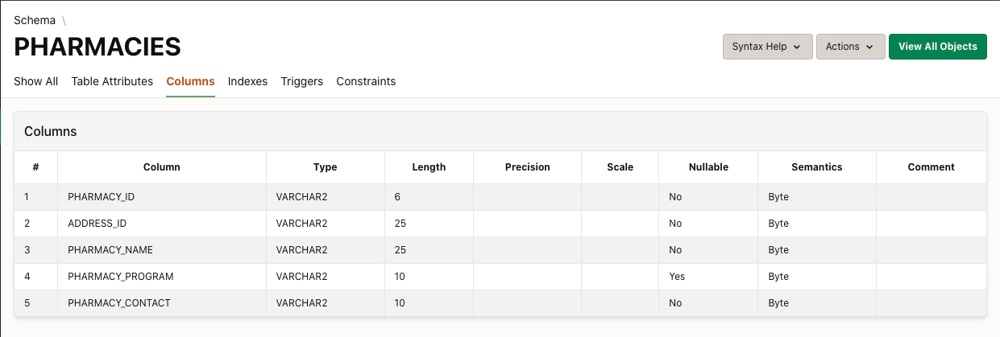 Schema \
PHARMACIES
Syntax Help Actions View All Objects
Show All Table Attributes Columns Indexes Triggers Constraints
Columns
# Column Type Length Precision Scale Nullable Semantics Comment
1 PHARMACY_ID VARCHAR2 6 No Byte
2 ADDRESS_ID VARCHAR2 25 No Byte
3 PHARMACY_NAME VARCHAR2 25 No Byte
4 PHARMACY_PROGRAM VARCHAR2 10 Yes Byte
5 PHARMACY_CONTACT VARCHAR2 10 No Byte